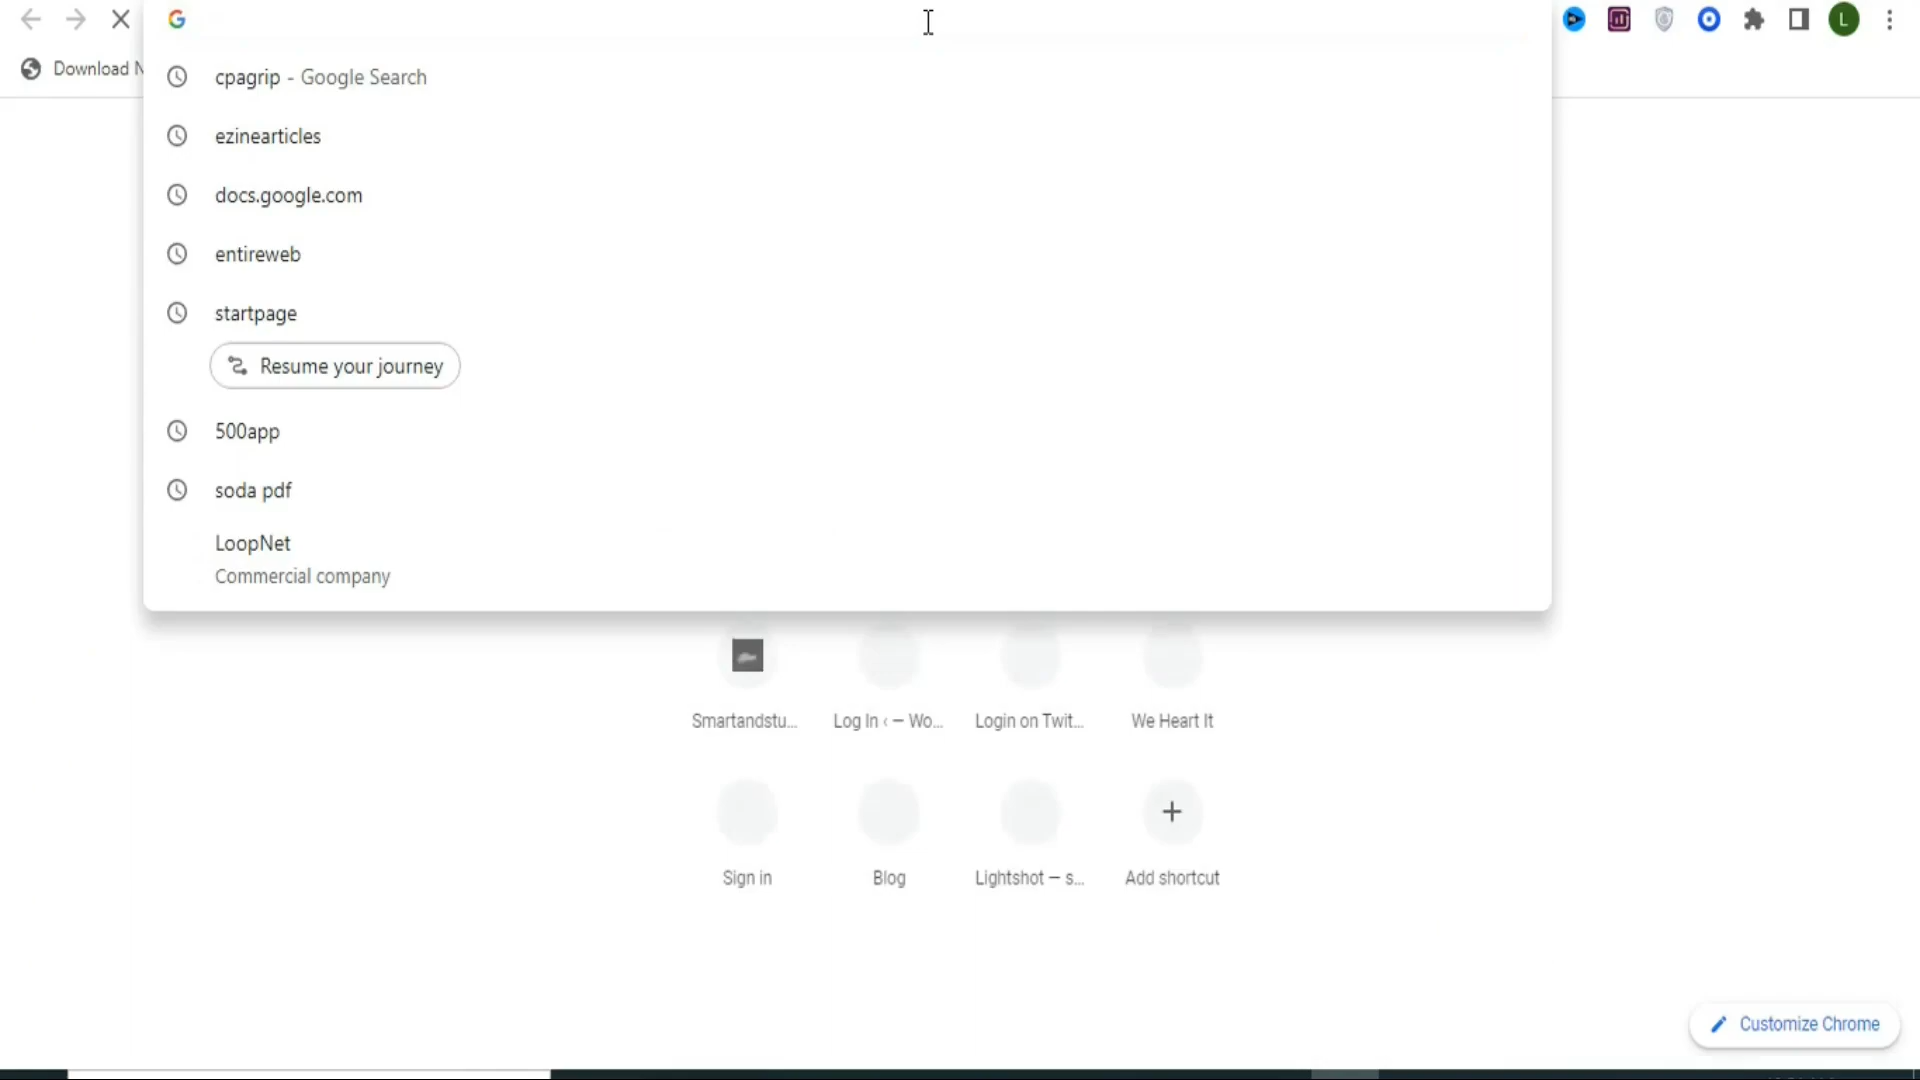 Download N
cpagrip - Google Search
ezinearticles
docs.google.com
entireweb
startpage
Resume your journey
500app
soda pdf
LoopNet
Commercial company
Smartandstu...
Log In ‹ — Wo...
Login on Twit...
We Heart It
Sign in
Blog
Lightshot — s...
Add shortcut
Customize Chrome
L